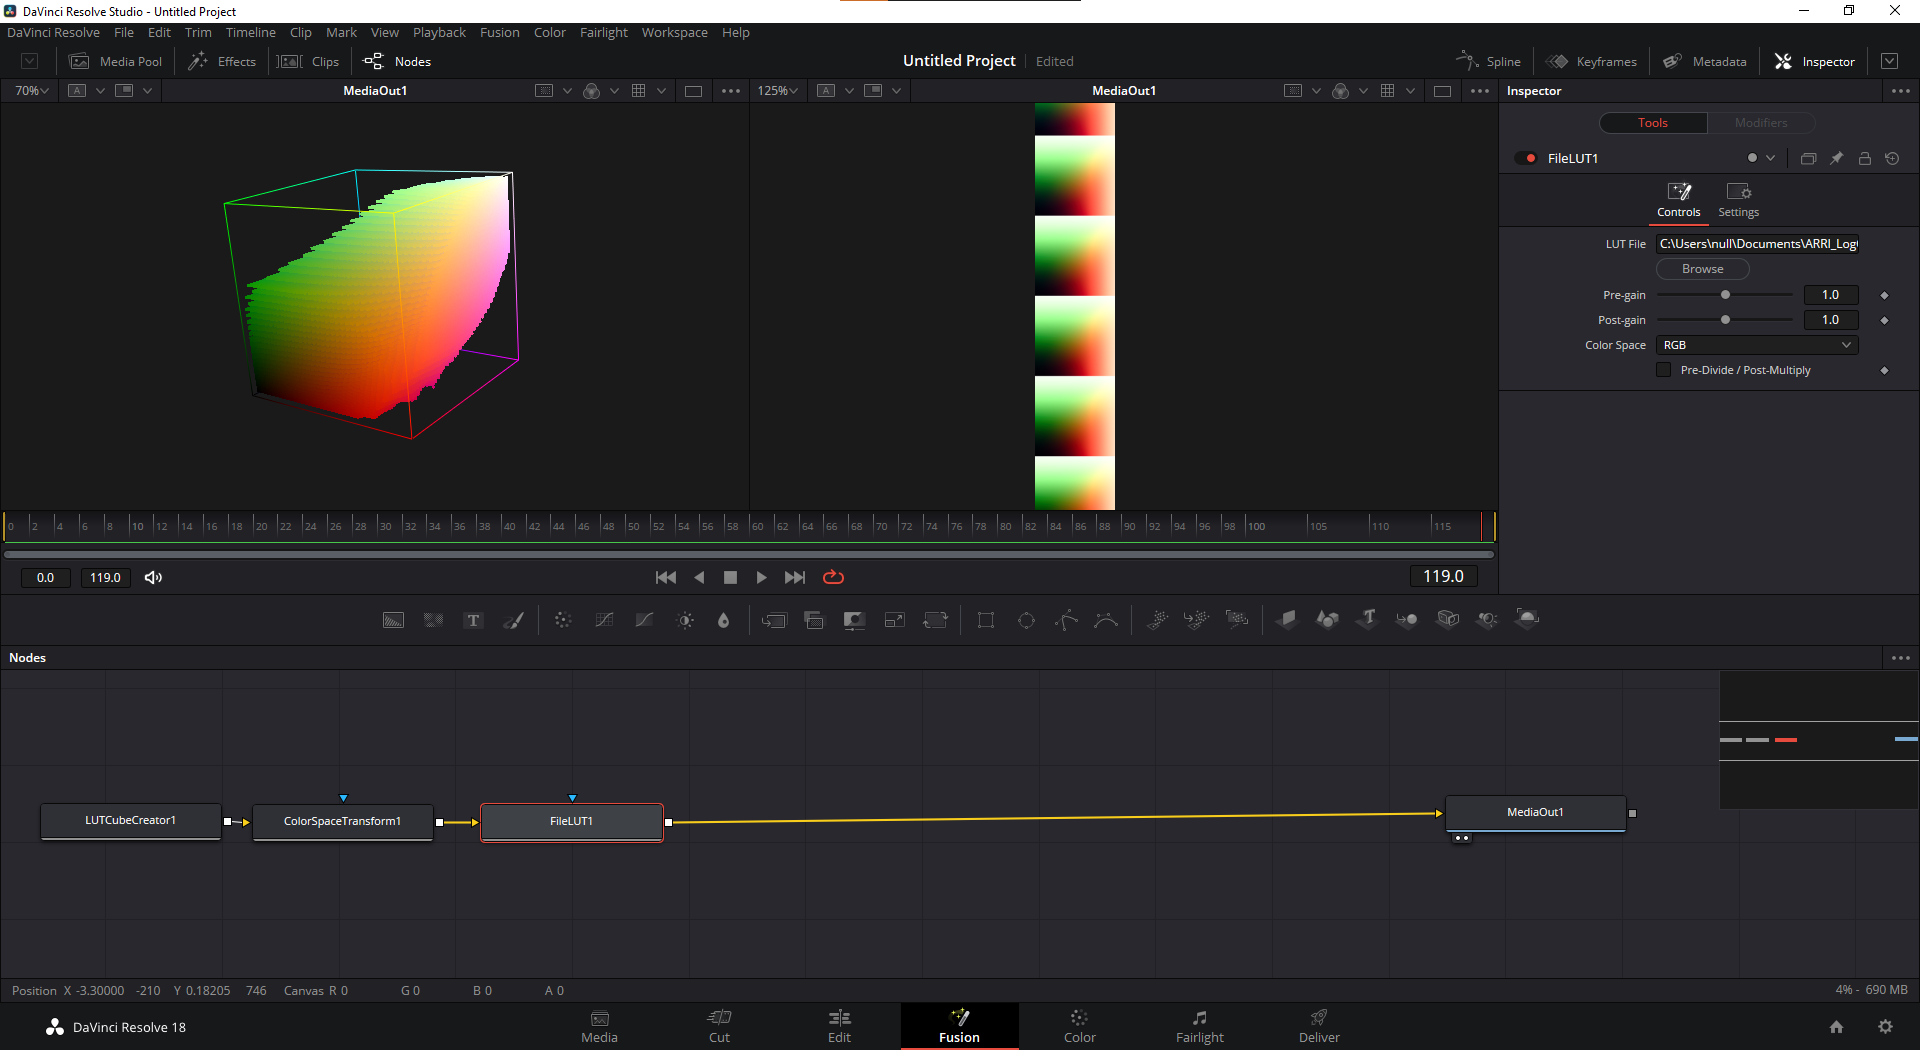 DaVinci Resolve Studio - Untitled Project
DaVinci Resolve File Edit Trim Timeline Clip Mark View Playback Fusion Color Fairlight Workspace Help
Media Pool Effects Clips Nodes Untitled Project Edited Spline Keyframes Metadata Inspector
70% A MediaOut1 125% A MediaOut1 Inspector
Tools Modifiers
FileLUT1
Controls Settings
LUT File C:\Users\null\Documents\ARRI_Log
Browse
Pre-gain 1.0
Post-gain 1.0
Color Space RGB
Pre-Divide / Post-Multiply
0 2 4 6 8 10 12 14 16 18 20 22 24 26 28 30 32 34 36 38 40 42 44 46 48 50 52 54 56 58 60 62 64 66 68 70 72 74 76 78 80 82 84 86 88 90 92 94 96 98 100 105 110 115
0.0 119.0 119.0
T T
Nodes
LUTCubeCreator1 ColorSpaceTransform1 FileLUT1 MediaOut1
Position X -3.30000 -210 Y 0.18205 746 Canvas R 0 G 0 B 0 A 0 4% - 690 MB
DaVinci Resolve 18 Media Cut Edit Fusion Color Fairlight Deliver